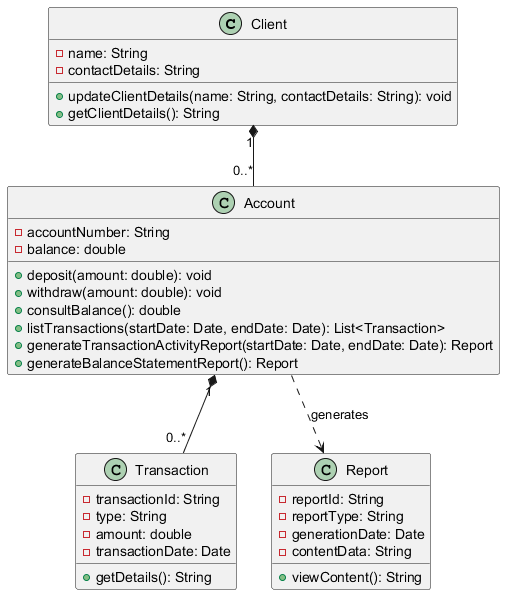 C Client
name: String
contactDetails: String
updateClientDetails(name: String, contactDetails: String): void
getClientDetails(): String
1
0..*
C Account
accountNumber: String
balance: double
deposit(amount: double): void
withdraw(amount: double): void
consultBalance(): double
listTransactions(startDate: Date, endDate: Date): List<Transaction>
generateTransactionActivityReport(startDate: Date, endDate: Date): Report
generateBalanceStatementReport(): Report
1
generates
0..*
C Transaction
transactionId: String
type: String
amount: double
transactionDate: Date
getDetails(): String
C Report
reportId: String
reportType: String
generationDate: Date
contentData: String
viewContent(): String